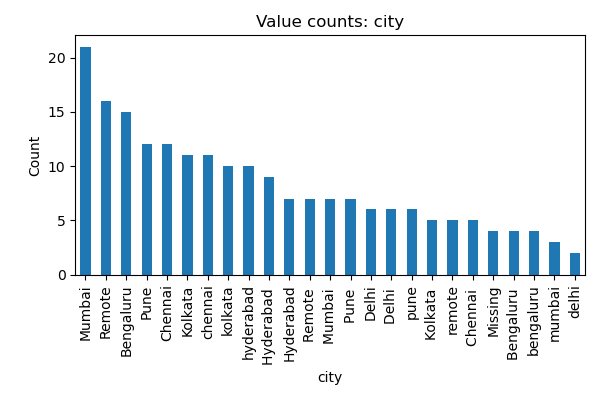 Value counts: city
Count
20
15
10
5
0
Mumbai
Remote
Bengaluru
Pune
Chennai
Kolkata
chennai
kolkata
hyderabad
Hyderabad
Hyderabad
Remote
Mumbai
Pune
Delhi
Delhi
pune
Kolkata
remote
Chennai
Missing
Bengaluru
bengaluru
mumbai
delhi
city